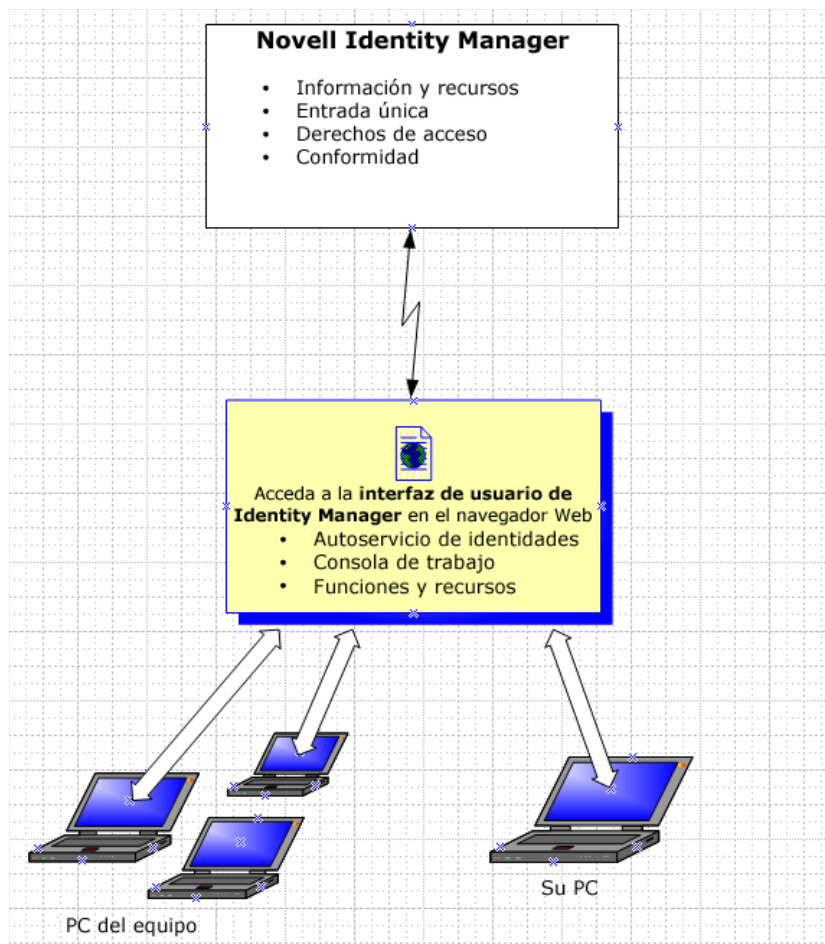 Novell Identity Manager
• Información y recursos
• Entrada única
• Derechos de acceso
• Conformidad
Acceda a la interfaz de usuario de
Identity Manager en el navegador Web
• Autoservicio de identidades
• Consola de trabajo
• Funciones y recursos
Su PC
PC del equipo